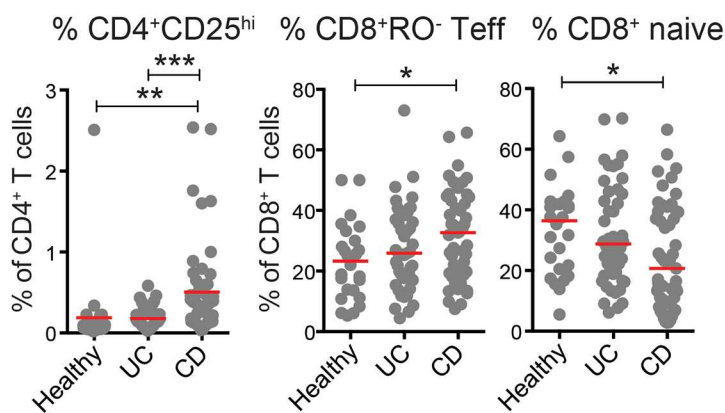 % CD4⁺CD25ʰⁱ
% CD8⁺RO⁻ Teff
% CD8⁺ naive
***
**
*
*
% of CD4⁺ T cells
3
2
1
0
Healthy
UC
CD
% of CD8⁺ T cells
80
60
40
20
0
Healthy
UC
CD
80
60
40
20
0
Healthy
UC
CD